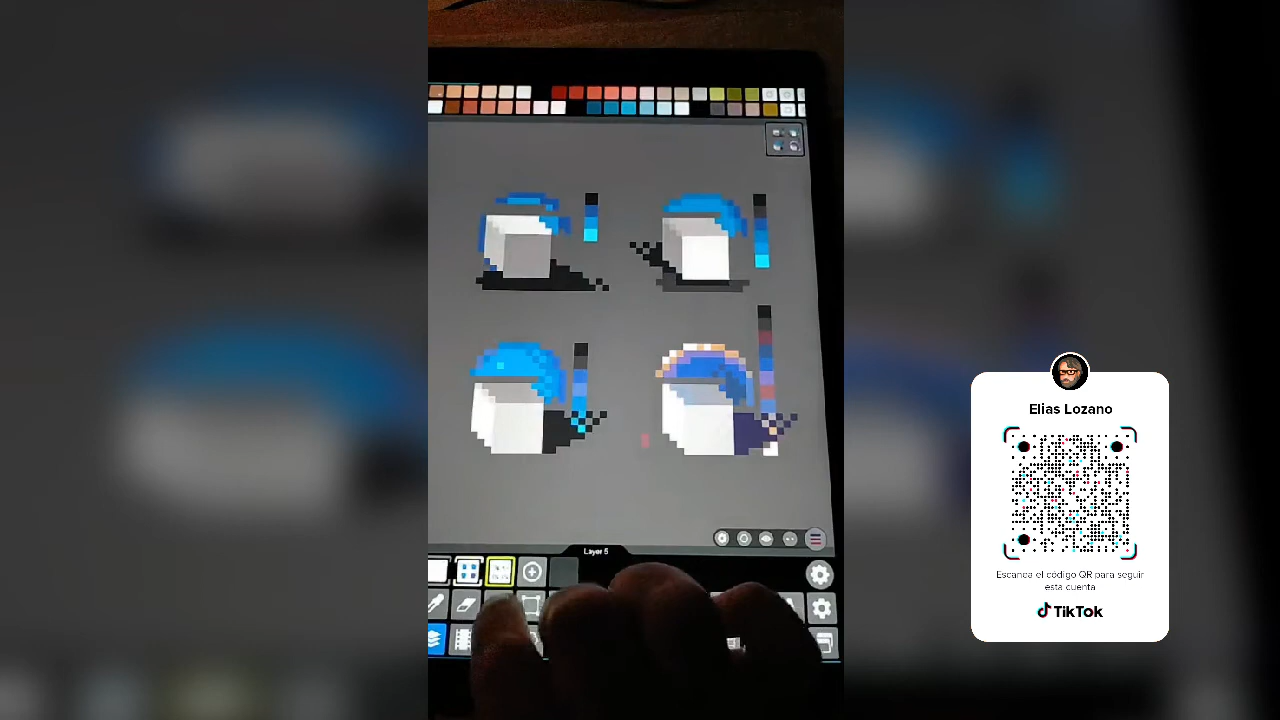 Layer 5
Elias Lozano
Escanea el código QR para seguir
esta cuenta
TikTok